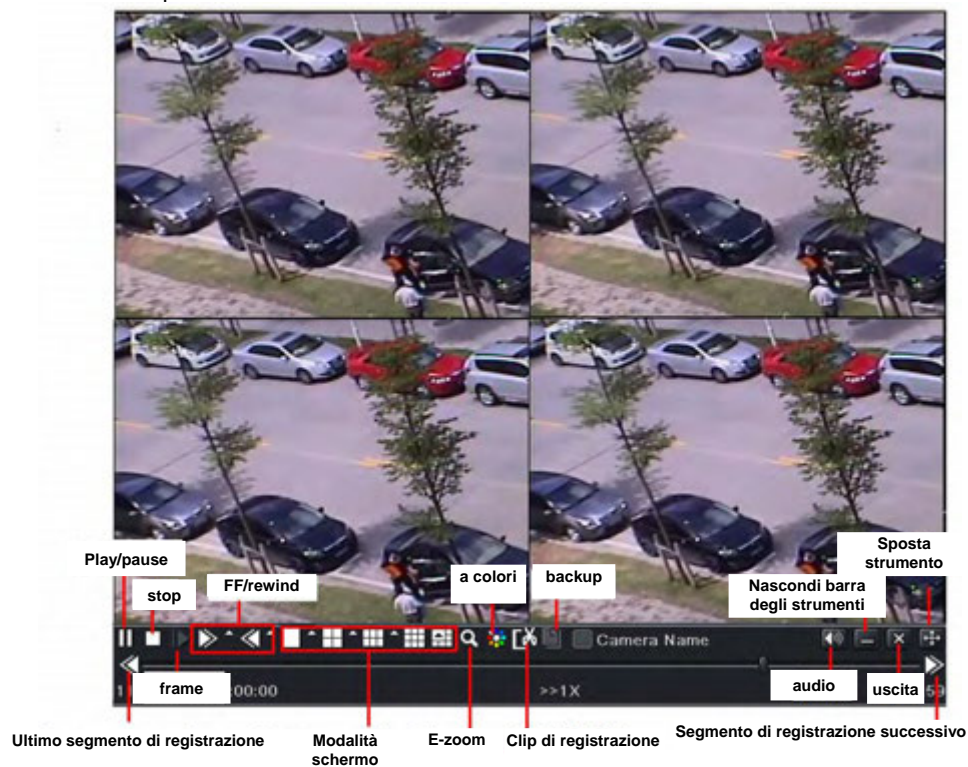 Sposta
strumento
Play/pause
FF/rewind
a colori
backup
Nascondi barra
degli strumenti
stop
Camera Name
frame
:00:00
>>1X
audio
uscita
59
Ultimo segmento di registrazione
Modalità
schermo
E-zoom
Clip di registrazione
Segmento di registrazione successivo